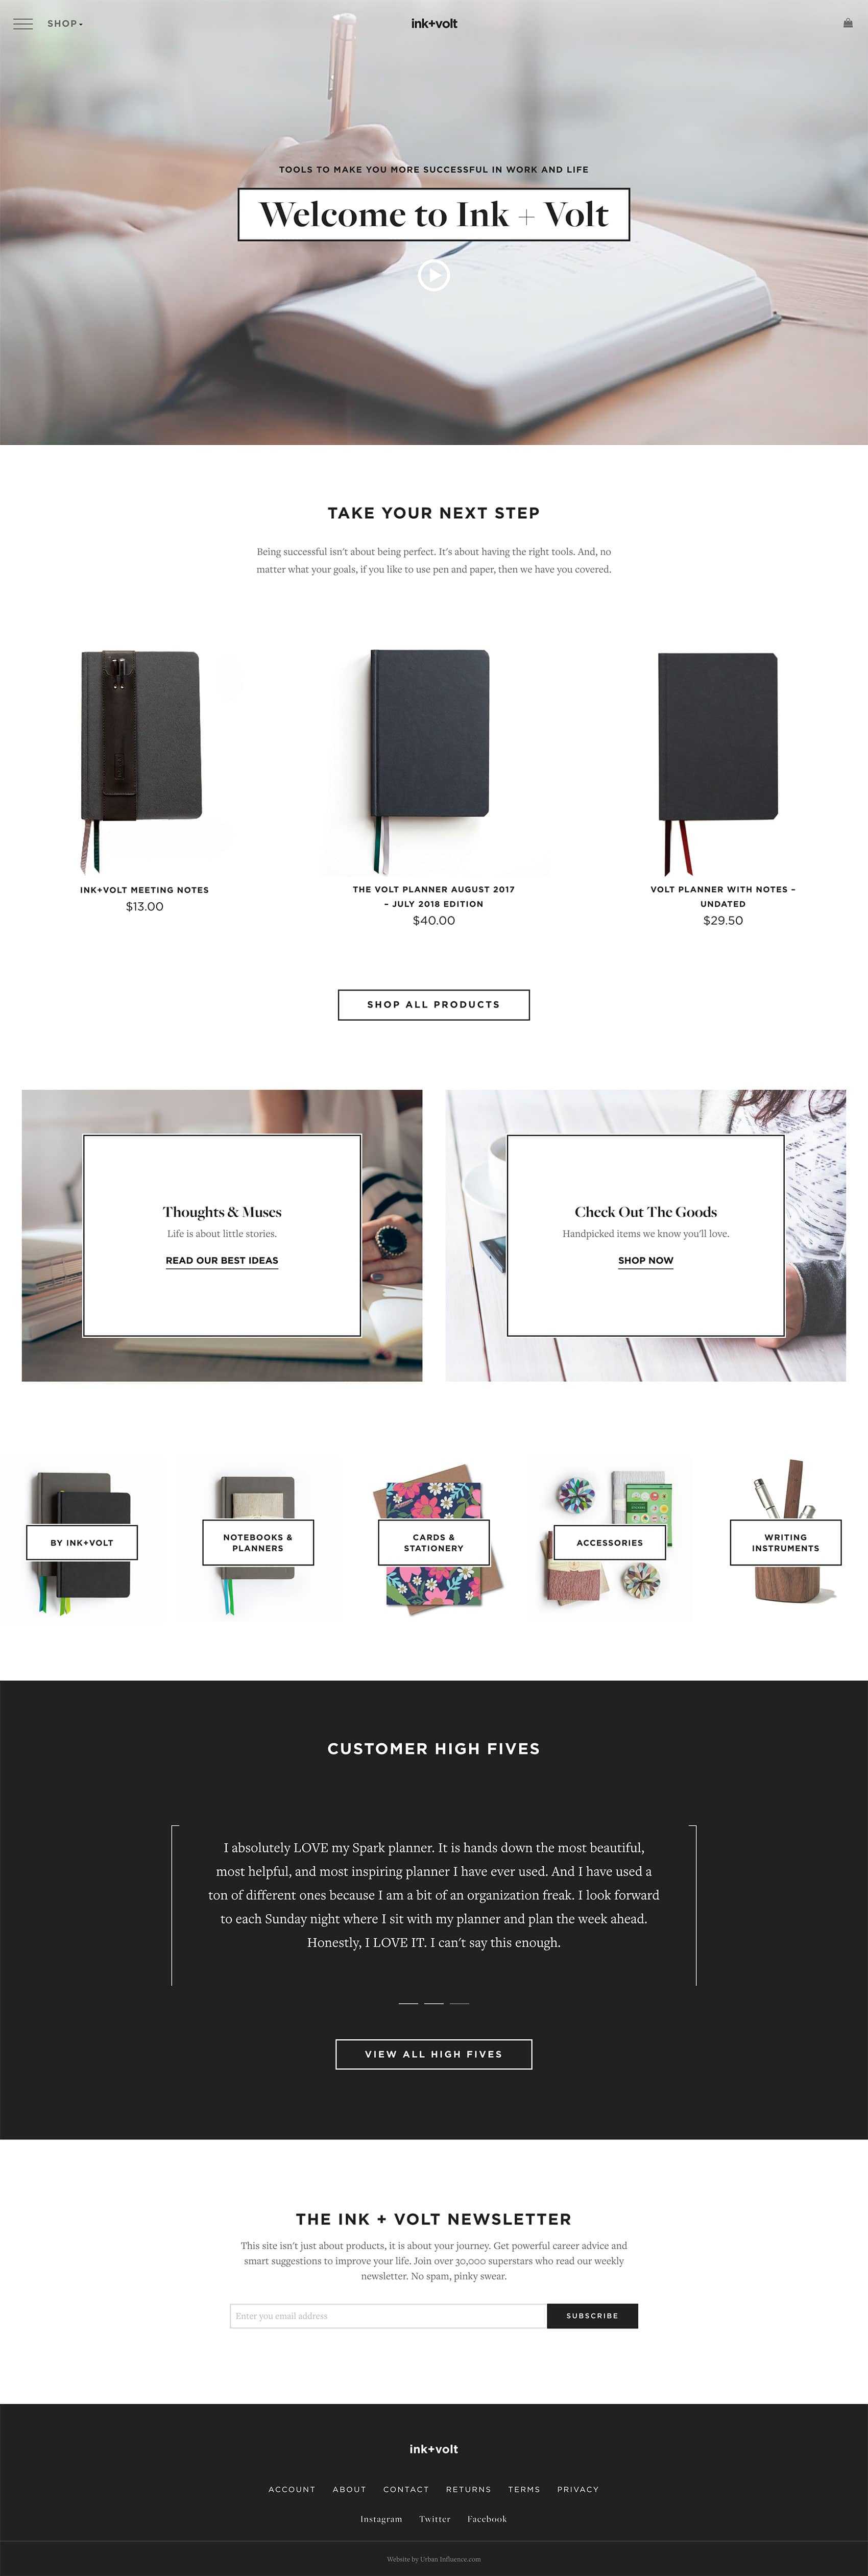 SHOP
ink+volt
TOOLS TO MAKE YOU MORE SUCCESSFUL IN WORK AND LIFE
Welcome to Ink + Volt
TAKE YOUR NEXT STEP
Being successful isn't about being perfect. It's about having the right tools. And, no
matter what your goals, if you like to use pen and paper, then we have you covered.
INK+VOLT MEETING NOTES
$13.00
THE VOLT PLANNER AUGUST 2017
– JULY 2018 EDITION
$40.00
VOLT PLANNER WITH NOTES –
UNDATED
$29.50
SHOP ALL PRODUCTS
Thoughts & Muses
Life is about little stories.
READ OUR BEST IDEAS
Check Out The Goods
Handpicked items we know you'll love.
SHOP NOW
BY INK+VOLT
NOTEBOOKS &
PLANNERS
CARDS &
STATIONERY
ACCESSORIES
WRITING
INSTRUMENTS
CUSTOMER HIGH FIVES
I absolutely LOVE my Spark planner. It is hands down the most beautiful,
most helpful, and most inspiring planner I have ever used. And I have used a
ton of different ones because I am a bit of an organization freak. I look forward
to each Sunday night where I sit with my planner and plan the week ahead.
Honestly, I LOVE IT. I can't say this enough.
VIEW ALL HIGH FIVES
THE INK + VOLT NEWSLETTER
This site isn't just about products, it is about your journey. Get powerful career advice and
smart suggestions to improve your life. Join over 30,000 superstars who read our weekly
newsletter. No spam, pinky swear.
Enter you email address
SUBSCRIBE
ink+volt
ACCOUNT ABOUT CONTACT RETURNS TERMS PRIVACY
Instagram Twitter Facebook
Website by Urban Influence.com